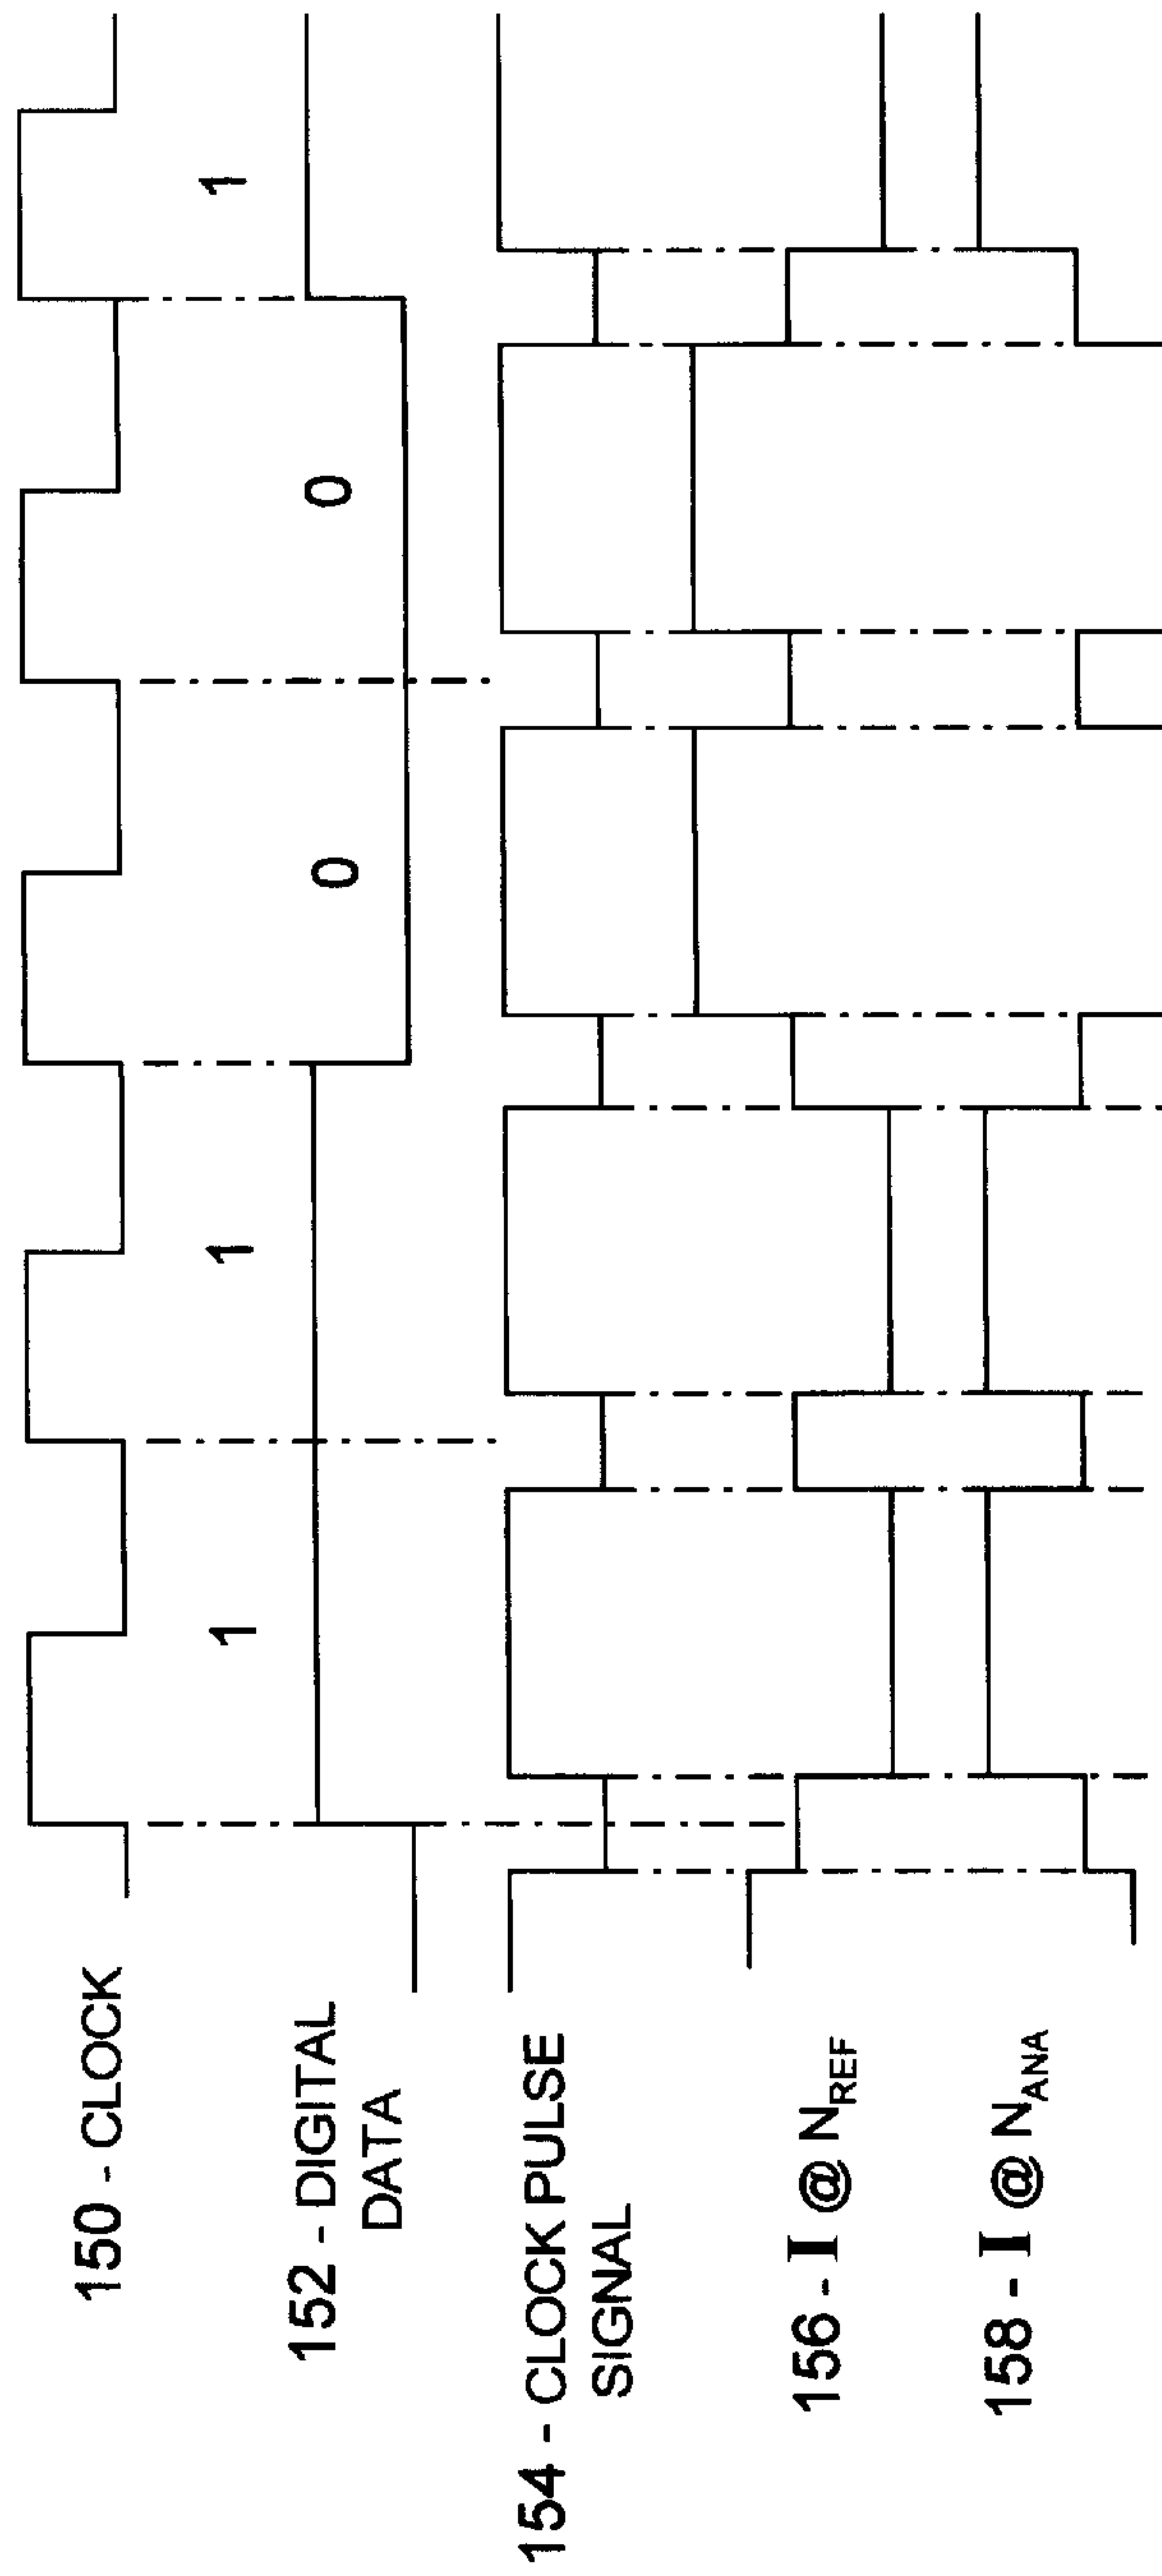 150 - CLOCK
152 - DIGITAL
DATA
1 1 0 0 1
154 - CLOCK PULSE
SIGNAL
156 - I @ N_REF
158 - I @ N_ANA